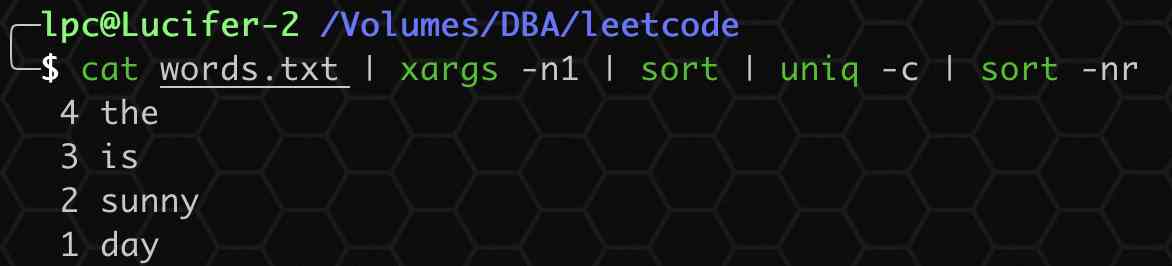 lpc@Lucifer-2 /Volumes/DBA/leetcode
$ cat words.txt | xargs -n1 | sort | uniq -c | sort -nr
4 the
3 is
2 sunny
1 day